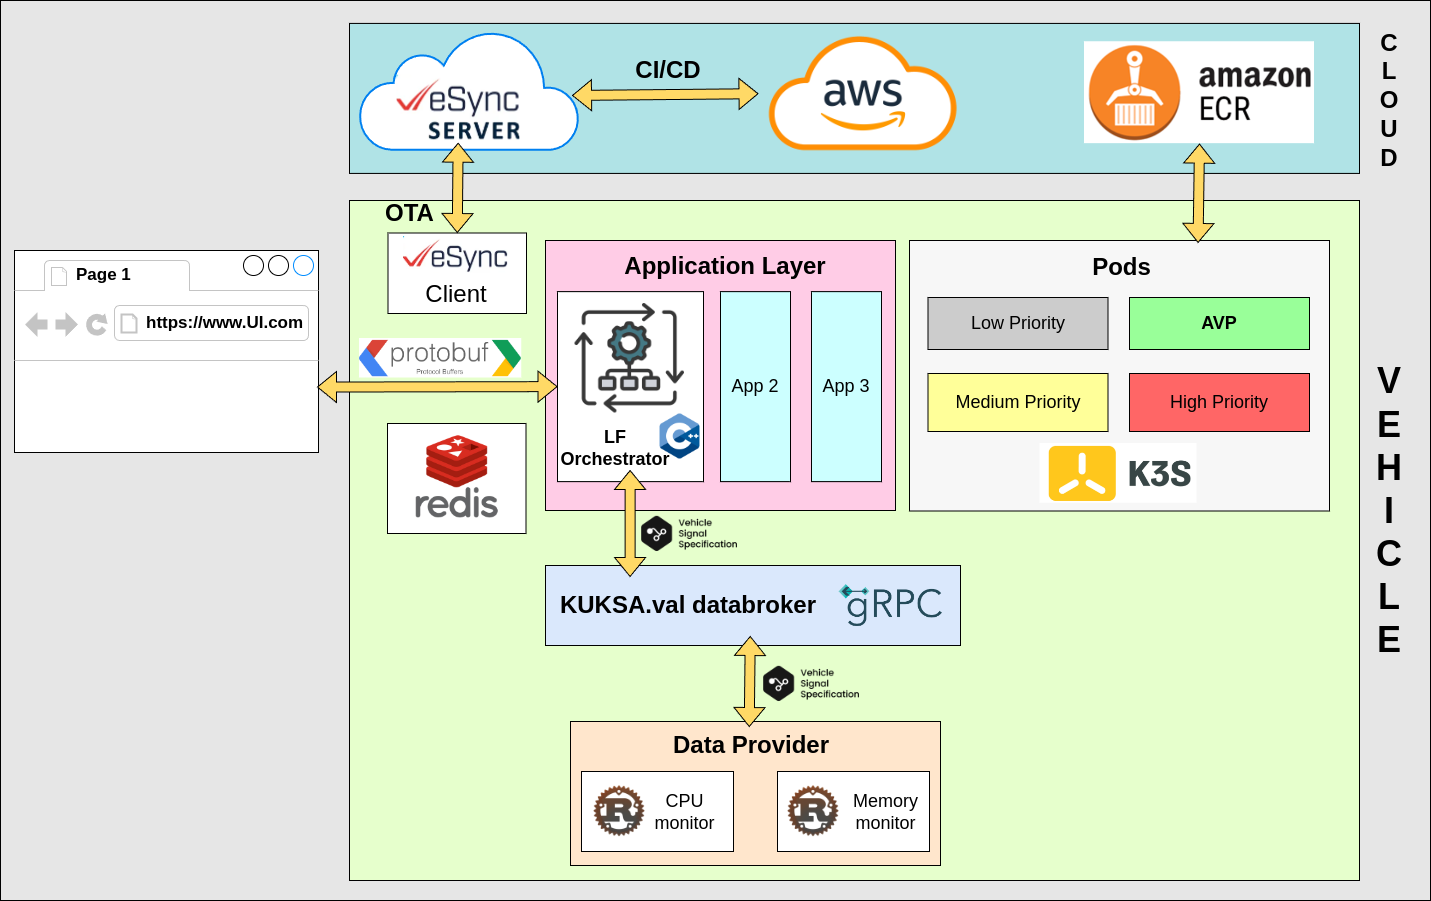 eSync
SERVER
CI/CD
aws
amazon
ECR
C
L
O
U
D
OTA
eSync
Client
Page 1
https://www.UI.com
protobuf
Protocol Buffers
redis
Application Layer
LF
Orchestrator
C++
App 2
App 3
Pods
Low Priority
AVP
Medium Priority
High Priority
K3S
V
E
H
I
C
L
E
Vehicle
Signal
Specification
KUKSA.val databroker
gRPC
Vehicle
Signal
Specification
Data Provider
R
CPU
monitor
R
Memory
monitor